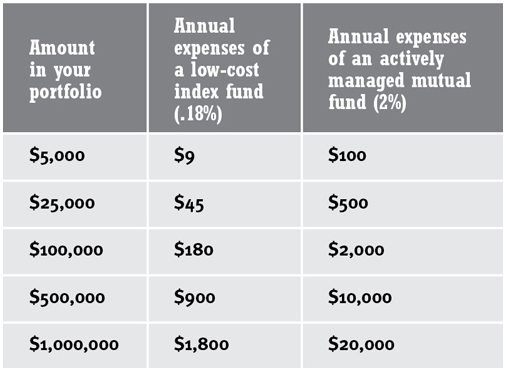 Amount
in your
portfolio
Annual
expenses of
a low-cost
index fund
(.18%)
Annual expenses
of an actively
managed mutual
fund (2%)
$5,000 $9 $100
$25,000 $45 $500
$100,000 $180 $2,000
$500,000 $900 $10,000
$1,000,000 $1,800 $20,000